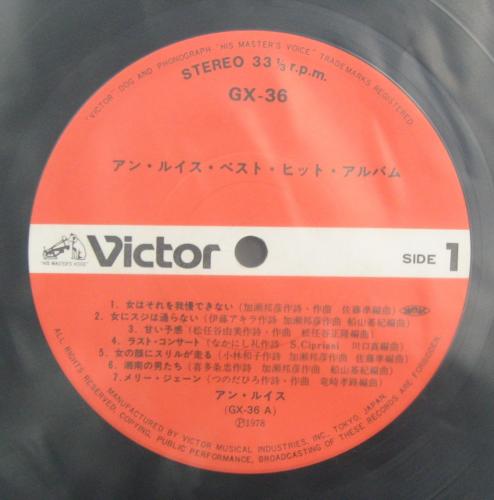 "VICTOR" DOG AND PHONOGRAPH "HIS MASTER'S VOICE" TRADEMARKS REGISTERED
STEREO 33 1/3 r.p.m.
GX-36
アン・ルイス・ベスト・ヒット・アルバム
"HIS MASTER'S VOICE"
Victor
SIDE 1
1. 女はそれを我慢できない (加瀬邦彦作詩・作曲 佐藤準編曲)
2. 女にスジは通らない (伊藤アキラ作詩 加瀬邦彦作曲 船山基紀編曲)
3. 甘い予感 (松任谷由美作詩・作曲 松任谷正隆編曲)
4. ラスト・コンサート (なかにし礼作詩 S.Cipriani 川口真編曲)
5. 女の顔にスリルが走る (小林和子作詩 加瀬邦彦作曲 佐藤準編曲)
6. 湘南の男たち (喜多条忠作詩 加瀬邦彦作曲 船山基紀編曲)
7. メリー・ジェーン (つのだひろ作詩・作曲 竜崎孝路編曲)
アン・ルイス
(GX-36 A)
Ⓟ1978
ALL RIGHTS RESERVED, COPYING, PUBLIC PERFORMANCE, BROADCASTING OF THESE RECORDS ARE FORBIDDEN.
MANUFACTURED BY VICTOR MUSICAL INDUSTRIES, INC. TOKYO, JAPAN.